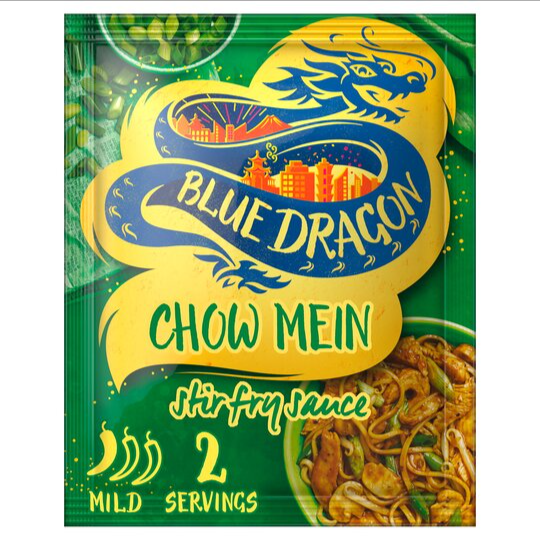 BLUE DRAGON
CHOW MEIN
stir fry sauce
2
MILD SERVINGS